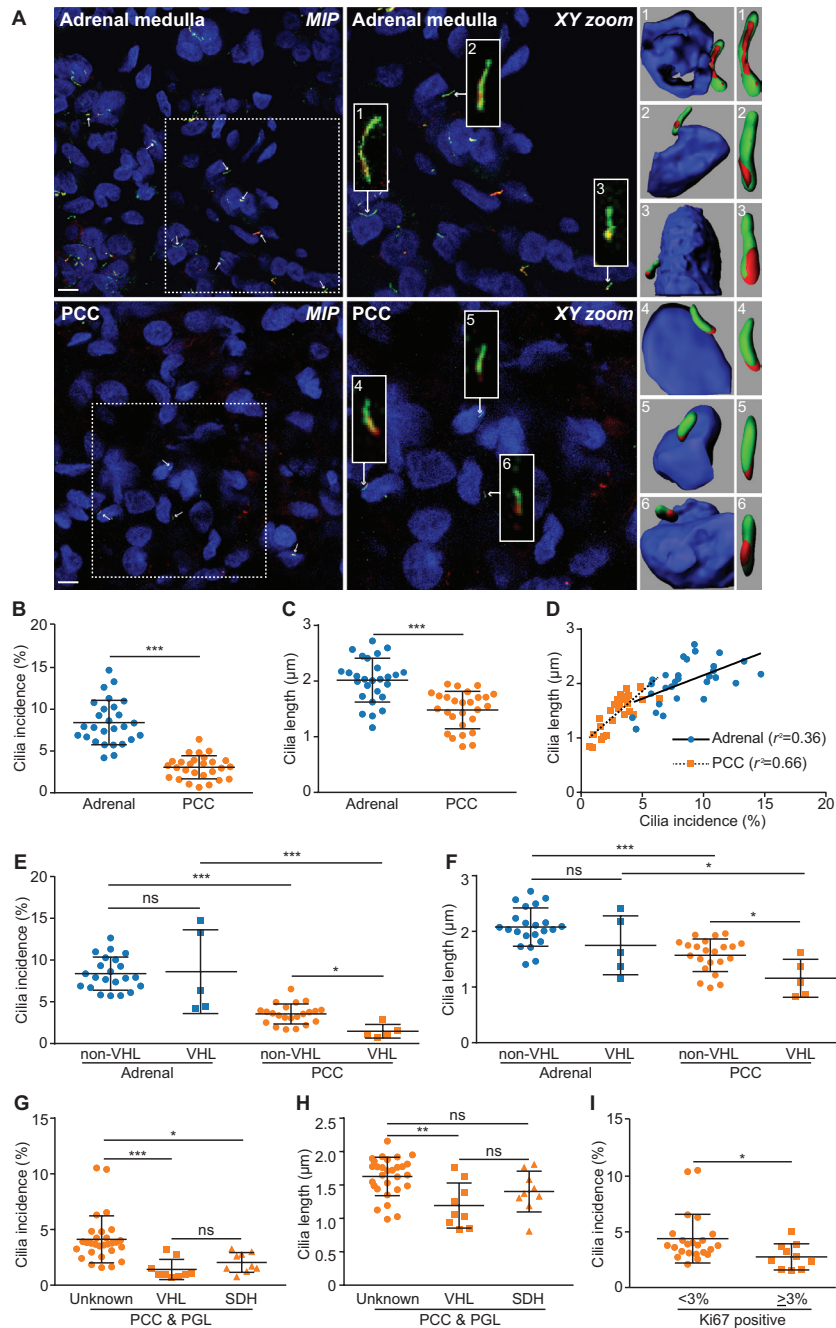 A
Adrenal medulla MIP
Adrenal medulla XY zoom
1
2
3
1 1
2 2
3 3
PCC MIP
PCC XY zoom
4
5
6
4 4
5 5
6 6
B
Cilia incidence (%)
20
15
10
5
0
***
Adrenal PCC
C
Cilia length (µm)
3
2
1
0
***
Adrenal PCC
D
Cilia length (µm)
3
2
1
0
Adrenal (r²=0.36)
PCC (r²=0.66)
0 5 10 15 20
Cilia incidence (%)
E
Cilia incidence (%)
20
15
10
5
0
***
***
ns
*
non-VHL VHL non-VHL VHL
Adrenal PCC
F
Cilia length (µm)
3
2
1
0
***
ns *
*
non-VHL VHL non-VHL VHL
Adrenal PCC
G
Cilia incidence (%)
15
10
5
0
*
***
ns
Unknown VHL SDH
PCC & PGL
H
Cilia length (µm)
2.5
2.0
1.5
1.0
0.5
0.0
ns
**
ns
Unknown VHL SDH
PCC & PGL
I
Cilia incidence (%)
15
10
5
0
*
<3% ≥3%
Ki67 positive